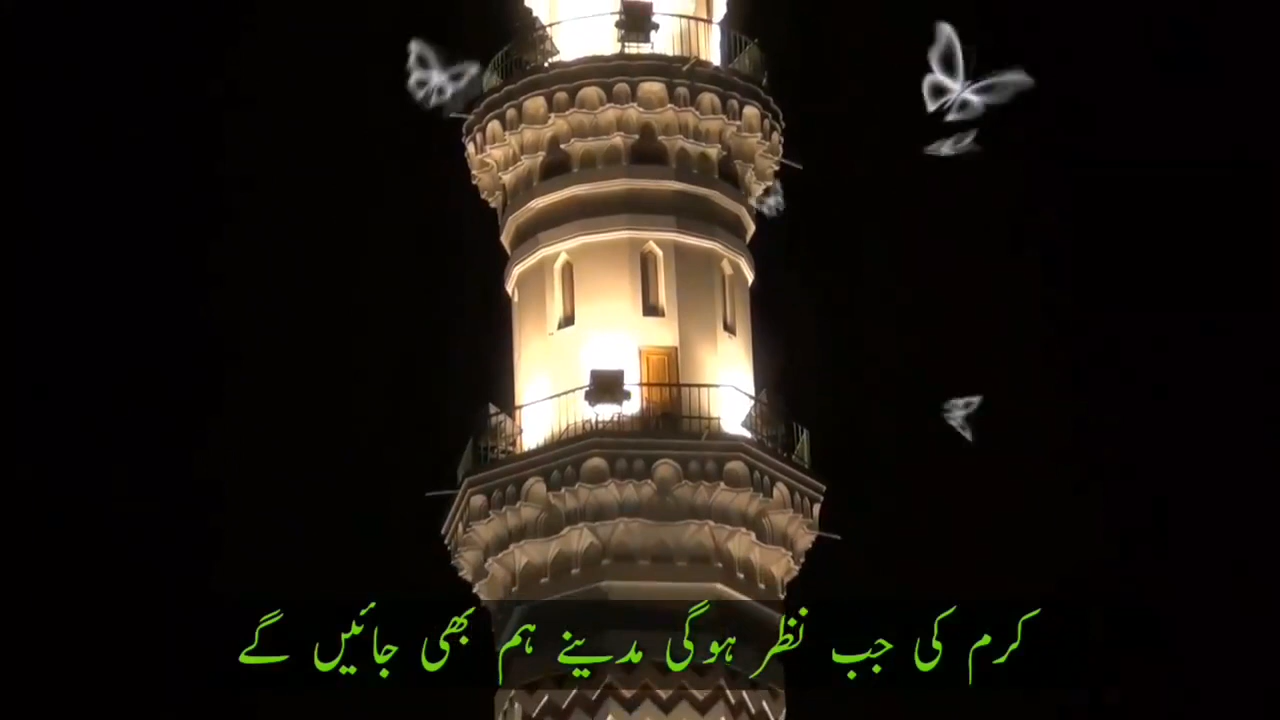 کرم کی جب نظر ہوگی مدینے ہم بھی جائیں گے